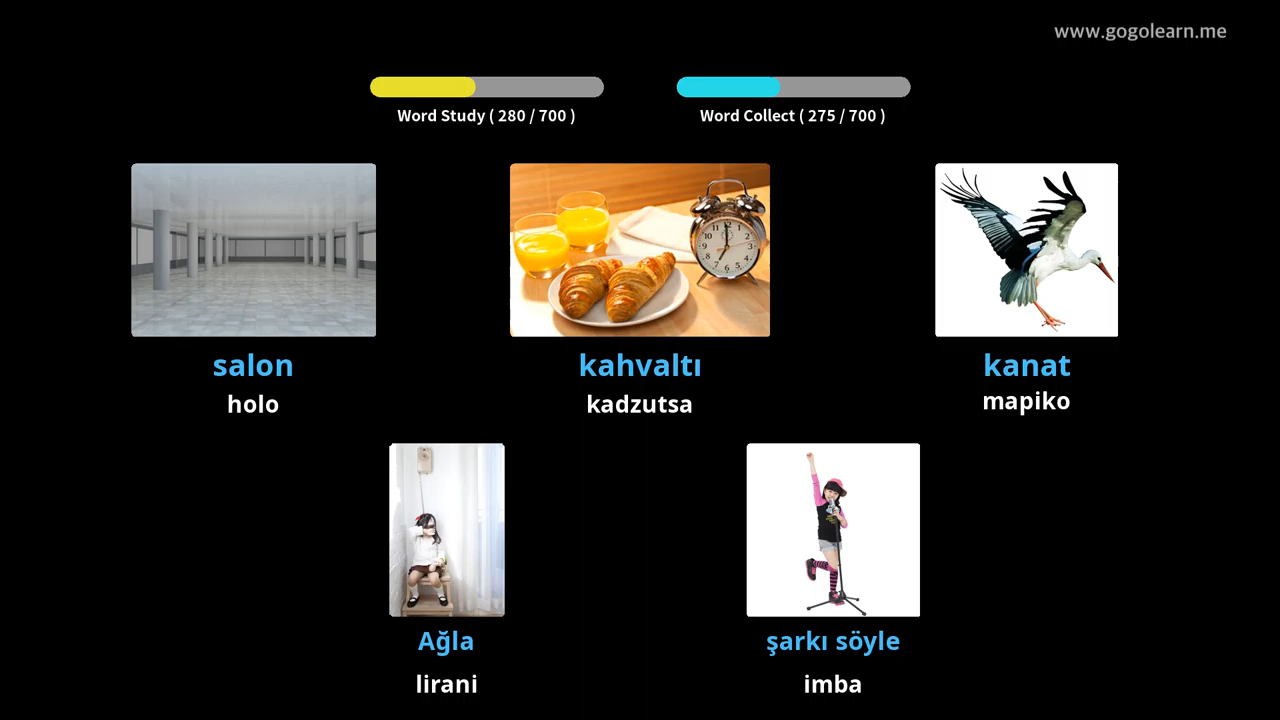 www.gogolearn.me
Word Study ( 280 / 700 )
Word Collect ( 275 / 700 )
salon
holo
kahvaltı
kadzutsa
kanat
mapiko
Ağla
lirani
şarkı söyle
imba